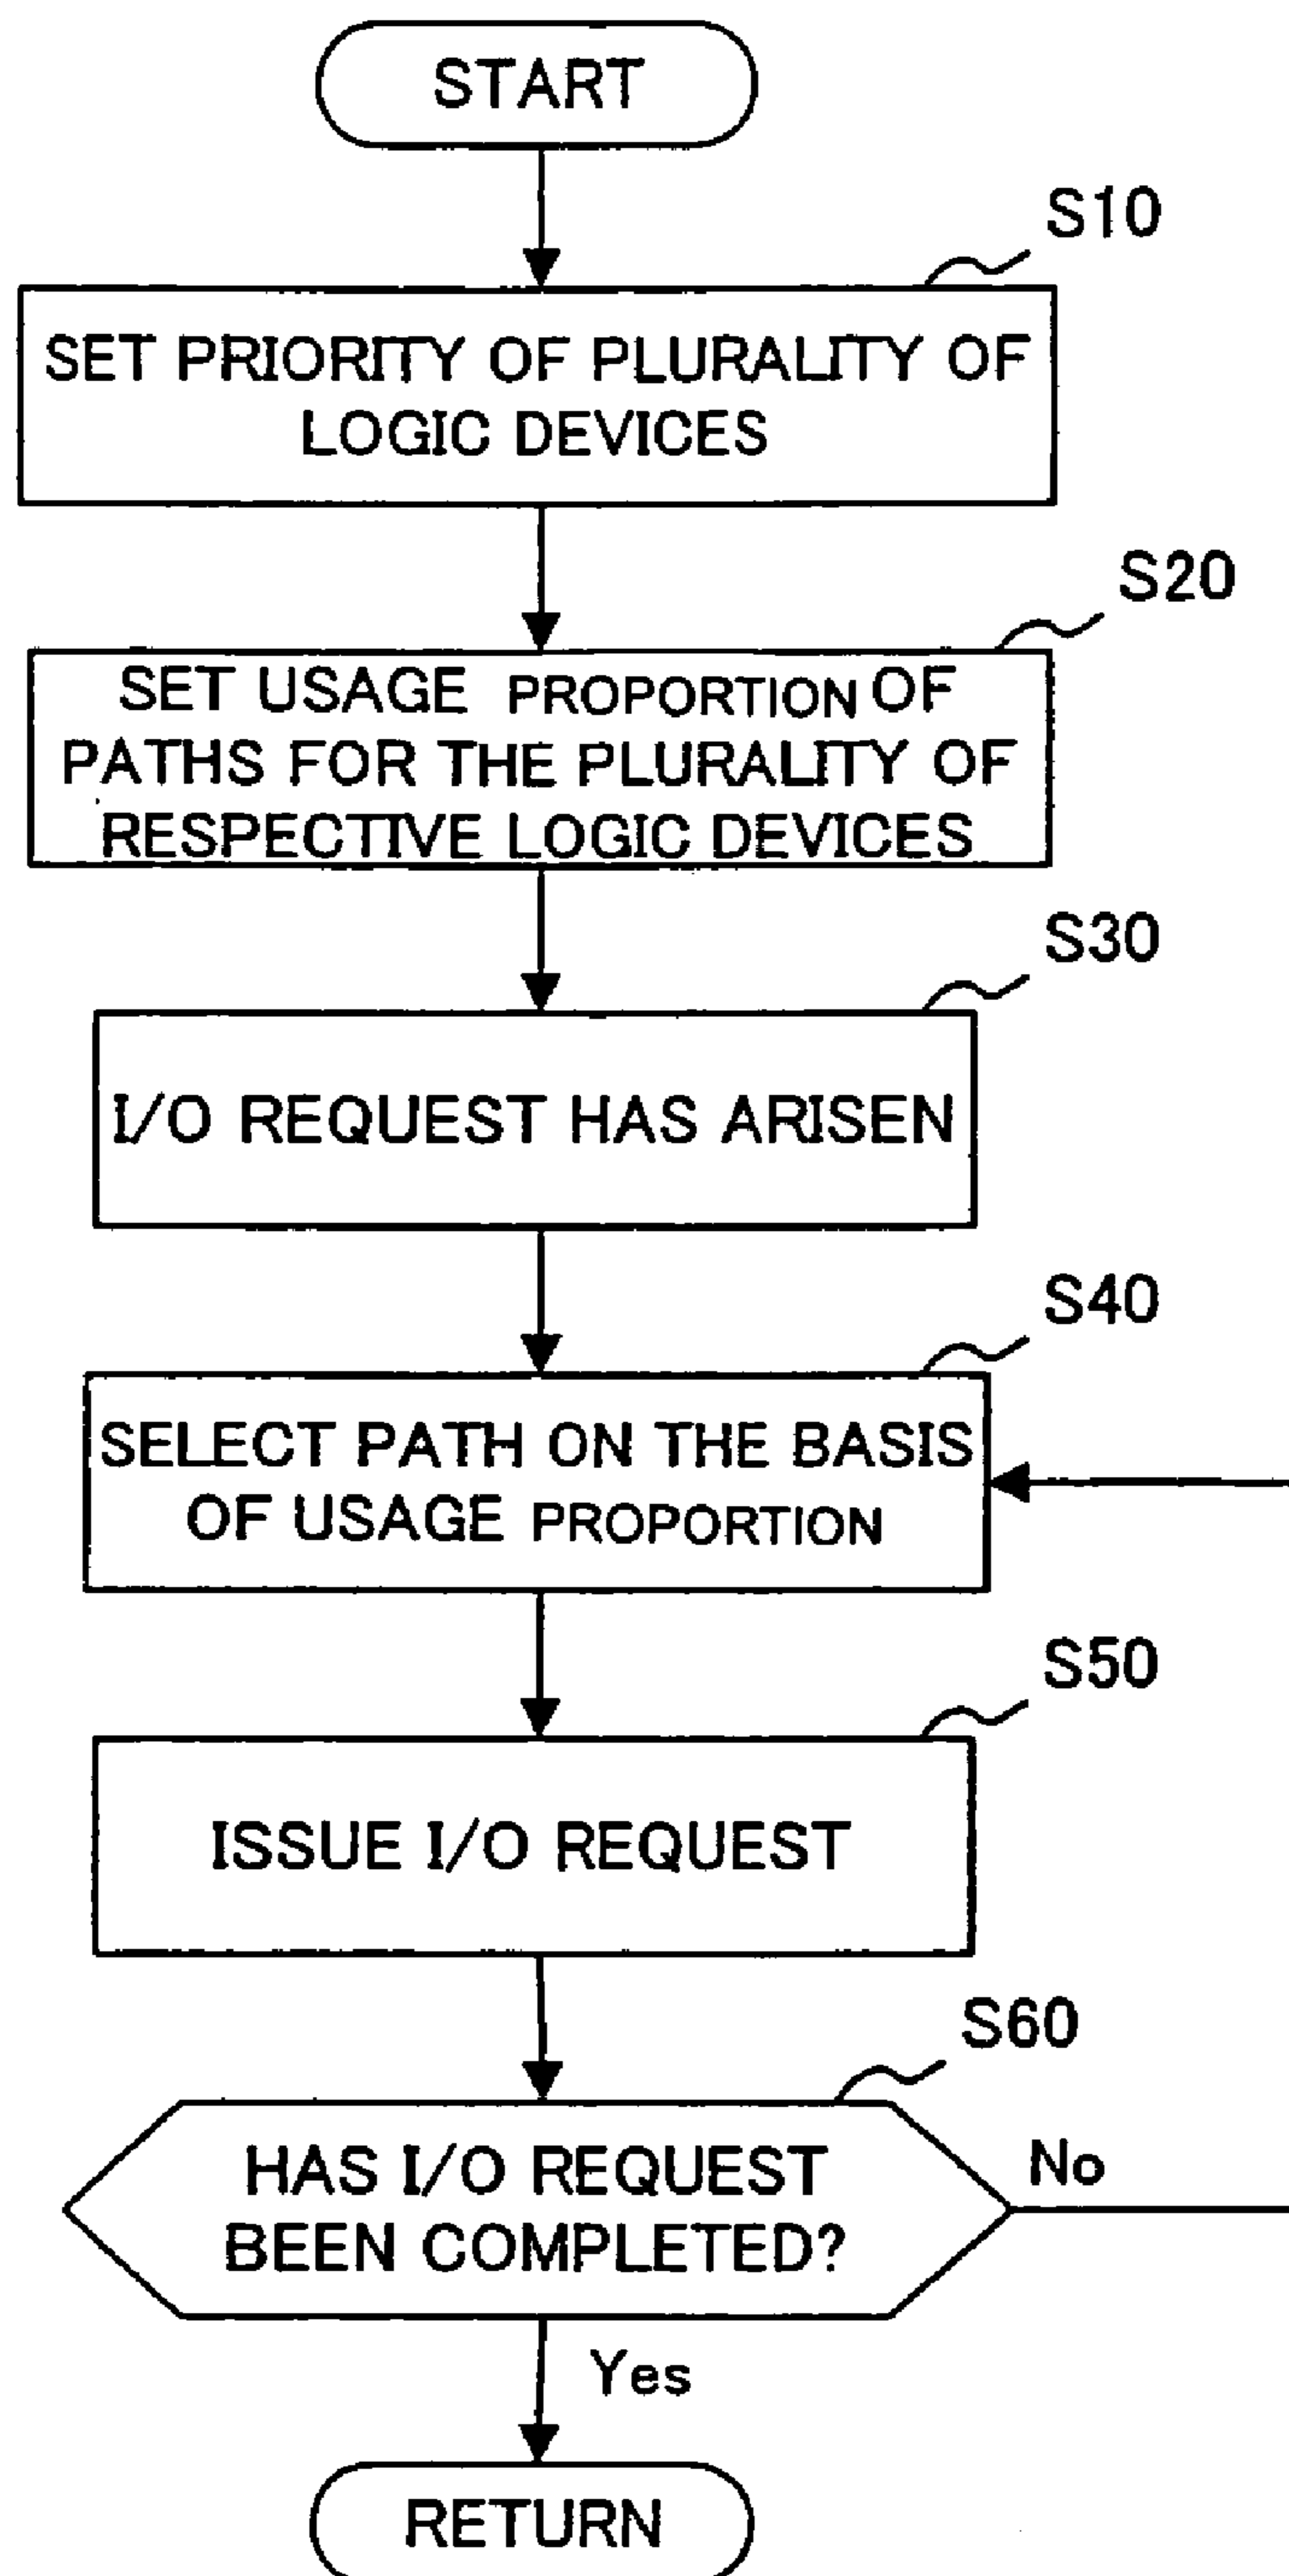 START
S10
SET PRIORITY OF PLURALITY OF
LOGIC DEVICES
S20
SET USAGE PROPORTION OF
PATHS FOR THE PLURALITY OF
RESPECTIVE LOGIC DEVICES
S30
I/O REQUEST HAS ARISEN
S40
SELECT PATH ON THE BASIS
OF USAGE PROPORTION
S50
ISSUE I/O REQUEST
S60
HAS I/O REQUEST
BEEN COMPLETED?
No
Yes
RETURN